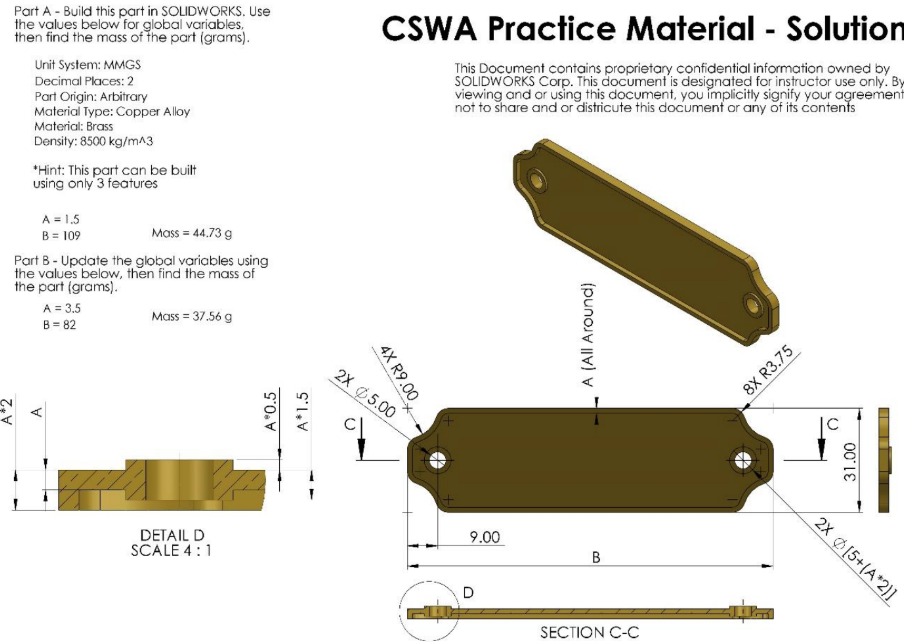 Part A - Build this part in SOLIDWORKS. Use
the values below for global variables,
then find the mass of the part (grams).
Unit System: MMGS
Decimal Places: 2
Part Origin: Arbitrary
Material Type: Copper Alloy
Material: Brass
Density: 8500 kg/m^3
*Hint: This part can be built
using only 3 features
A = 1.5
B = 109
Mass = 44.73 g
Part B - Update the global variables using
the values below, then find the mass of
the part (grams).
A = 3.5
B = 82
Mass = 37.56 g
CSWA Practice Material - Solution
This Document contains proprietary confidential information owned by
SOLIDWORKS Corp. This document is designated for instructor use only. By
viewing and or using this document, you implicitly signify your agreement
not to share and or districute this document or any of its contents
A (All Around)
4X R9.00
2X ∅ 5.00
8X R3.75
C
C
31.00
9.00
B
2X ∅ [5+(A*2)]
A*2
A
A*0.5
A*1.5
DETAIL D
SCALE 4 : 1
D
SECTION C-C